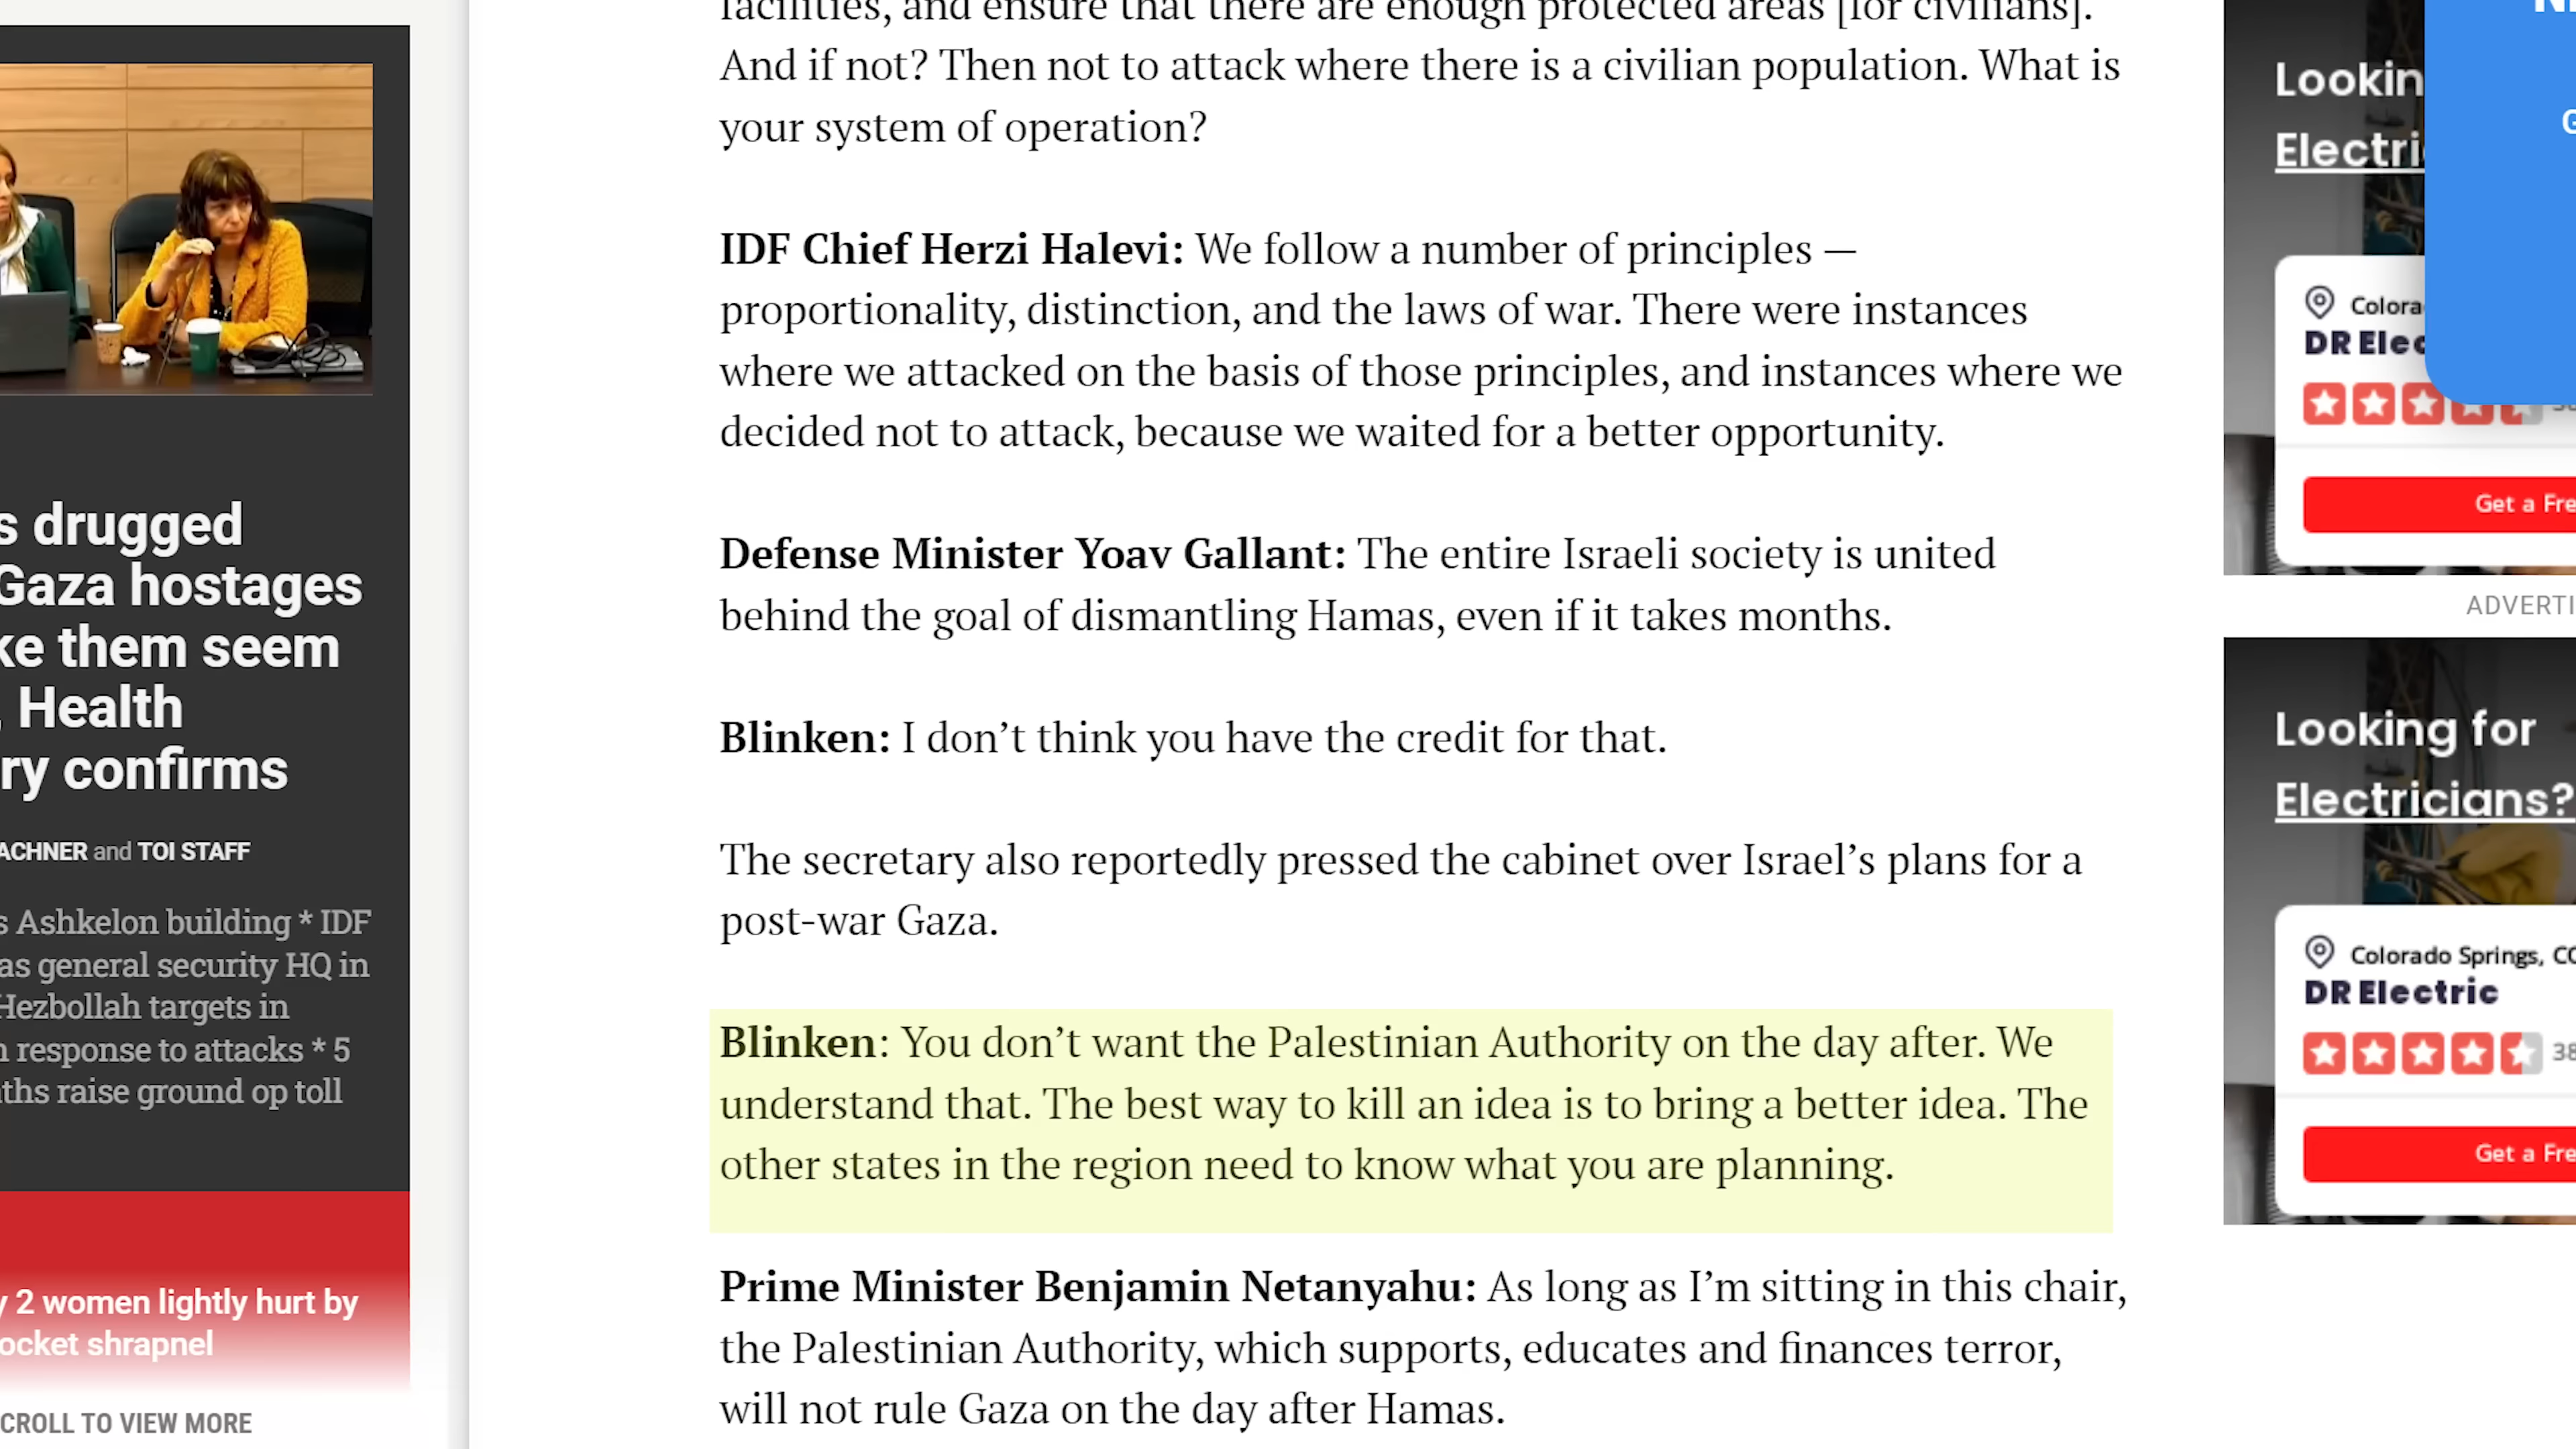 facilities, and ensure that there are enough protected areas [for civilians].
And if not? Then not to attack where there is a civilian population. What is
your system of operation?
IDF Chief Herzi Halevi: We follow a number of principles —
proportionality, distinction, and the laws of war. There were instances
where we attacked on the basis of those principles, and instances where we
decided not to attack, because we waited for a better opportunity.
Defense Minister Yoav Gallant: The entire Israeli society is united
behind the goal of dismantling Hamas, even if it takes months.
Blinken: I don’t think you have the credit for that.
The secretary also reportedly pressed the cabinet over Israel’s plans for a
post-war Gaza.
Blinken: You don’t want the Palestinian Authority on the day after. We
understand that. The best way to kill an idea is to bring a better idea. The
other states in the region need to know what you are planning.
Prime Minister Benjamin Netanyahu: As long as I’m sitting in this chair,
the Palestinian Authority, which supports, educates and finances terror,
will not rule Gaza on the day after Hamas.
s drugged
Gaza hostages
ke them seem
, Health
ry confirms
ACHNER and TOI STAFF
s Ashkelon building * IDF
as general security HQ in
Hezbollah targets in
n response to attacks * 5
ths raise ground op toll
y 2 women lightly hurt by
ocket shrapnel
CROLL TO VIEW MORE
Lookin
Electri
Colora
DR Elec
Get a Fre
ADVERTI
Looking for
Electricians?
Colorado Springs, CO
DR Electric
38
Get a Fre